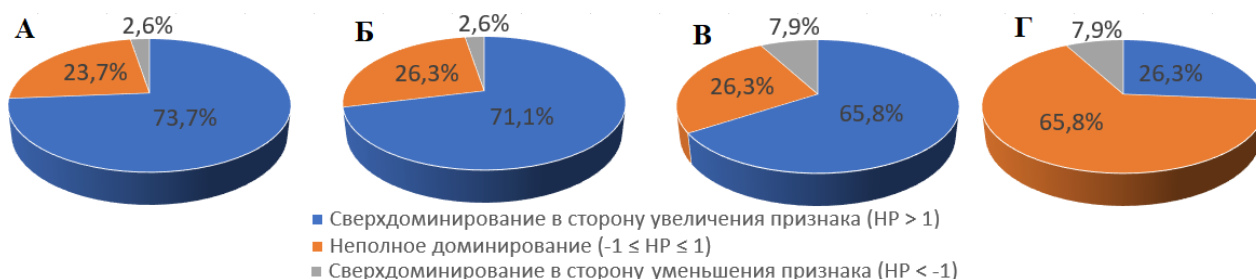 А
2,6%
23,7%
73,7%
Б
2,6%
26,3%
71,1%
В
7,9%
26,3%
65,8%
Г
7,9%
26,3%
65,8%
Сверхдоминирование в сторону увеличения признака (HP > 1)
Неполное доминирование (-1 ≤ HP ≤ 1)
Сверхдоминирование в сторону уменьшения признака (HP < -1)